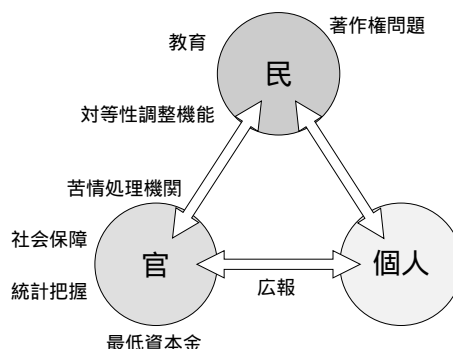 著作権問題
教育
民
対等性調整機能
苦情処理機関
社会保障
官
個人
統計把握
広報
最低資本金